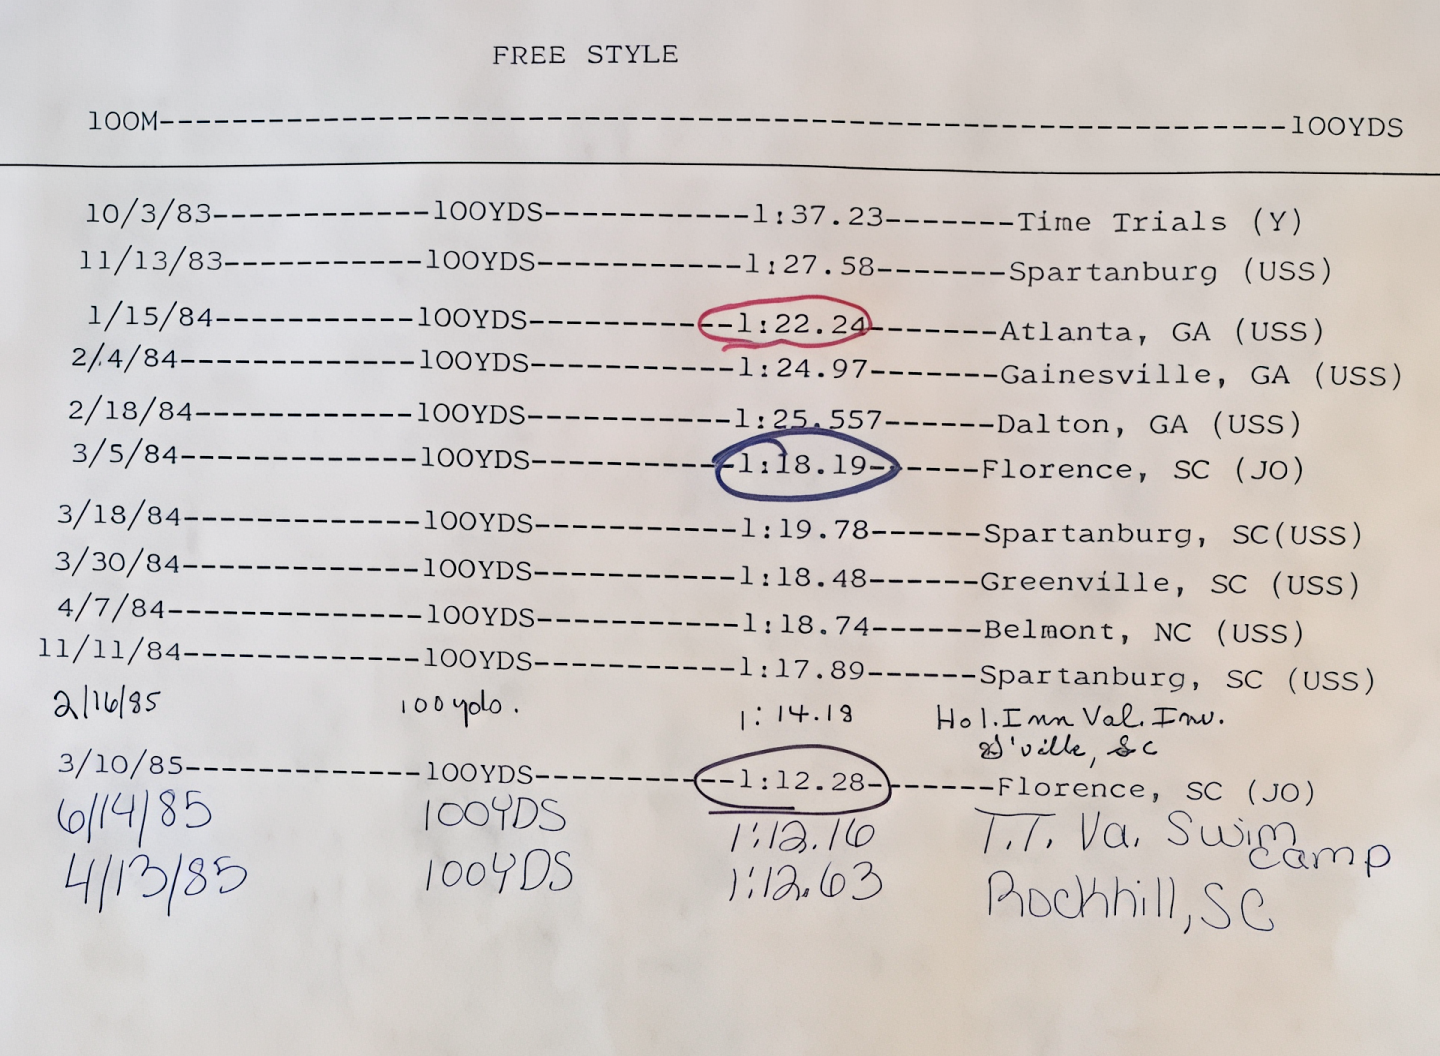 FREE STYLE
100M-----------------------------------------------------------100YDS
10/3/83------------100YDS-----------1:37.23-------Time Trials (Y)
11/13/83-----------100YDS-----------1:27.58-------Spartanburg (USS)
1/15/84-----------100YDS-----------1:22.24-------Atlanta, GA (USS)
2/4/84-------------100YDS-----------1:24.97-------Gainesville, GA (USS)
2/18/84------------100YDS-----------1:25.557------Dalton, GA (USS)
3/5/84-------------100YDS-----------1:18.19------Florence, SC (JO)
3/18/84-------------100YDS-----------1:19.78------Spartanburg, SC(USS)
3/30/84-------------100YDS-----------1:18.48------Greenville, SC (USS)
4/7/84--------------100YDS-----------1:18.74------Belmont, NC (USS)
11/11/84-------------100YDS-----------1:17.89------Spartanburg, SC (USS)
2/16/85 100yds. 1:14.18 Hol.Inn Val.Inv.
G'ville, SC
3/10/85-------------100YDS-----------1:12.28-------Florence, SC (JO)
6/14/85 100YDS 1:12.16 T.T. Va. Swim
camp
4/13/85 100YDS 1:12.63 Rockhill, SC